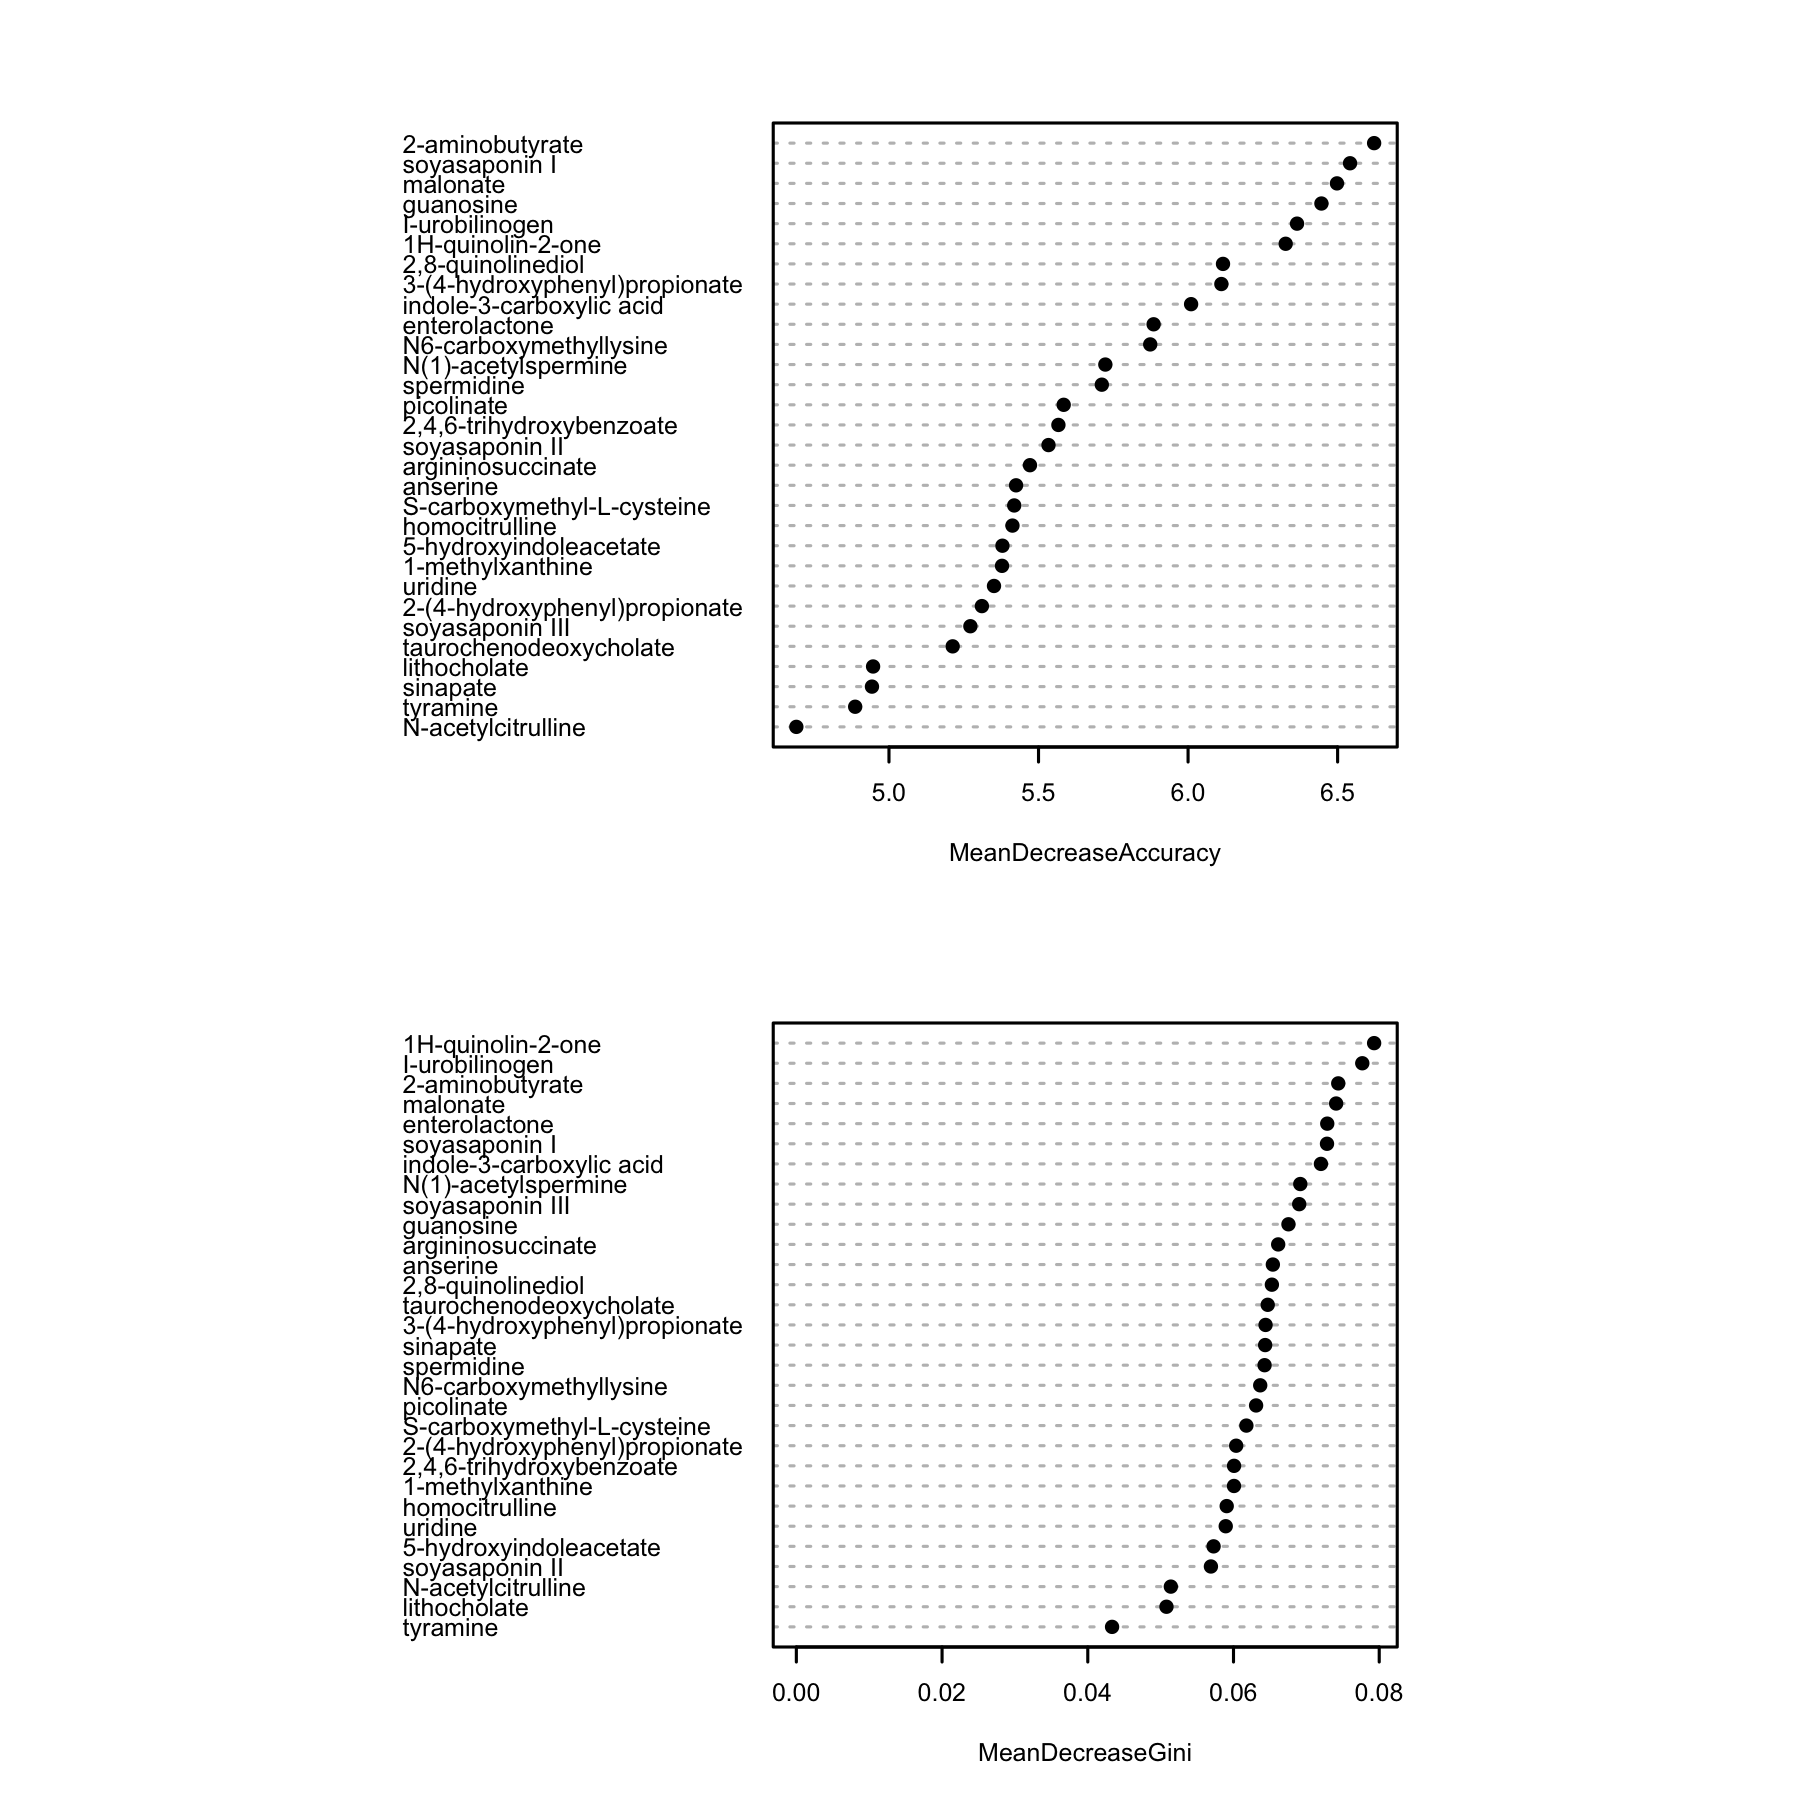 2-aminobutyrate
soyasaponin I
malonate
guanosine
I-urobilinogen
1H-quinolin-2-one
2,8-quinolinediol
3-(4-hydroxyphenyl)propionate
indole-3-carboxylic acid
enterolactone
N6-carboxymethyllysine
N(1)-acetylspermine
spermidine
picolinate
2,4,6-trihydroxybenzoate
soyasaponin II
argininosuccinate
anserine
S-carboxymethyl-L-cysteine
homocitrulline
5-hydroxyindoleacetate
1-methylxanthine
uridine
2-(4-hydroxyphenyl)propionate
soyasaponin III
taurochenodeoxycholate
lithocholate
sinapate
tyramine
N-acetylcitrulline
5.0 5.5 6.0 6.5
MeanDecreaseAccuracy
1H-quinolin-2-one
I-urobilinogen
2-aminobutyrate
malonate
enterolactone
soyasaponin I
indole-3-carboxylic acid
N(1)-acetylspermine
soyasaponin III
guanosine
argininosuccinate
anserine
2,8-quinolinediol
taurochenodeoxycholate
3-(4-hydroxyphenyl)propionate
sinapate
spermidine
N6-carboxymethyllysine
picolinate
S-carboxymethyl-L-cysteine
2-(4-hydroxyphenyl)propionate
2,4,6-trihydroxybenzoate
1-methylxanthine
homocitrulline
uridine
5-hydroxyindoleacetate
soyasaponin II
N-acetylcitrulline
lithocholate
tyramine
0.00 0.02 0.04 0.06 0.08
MeanDecreaseGini